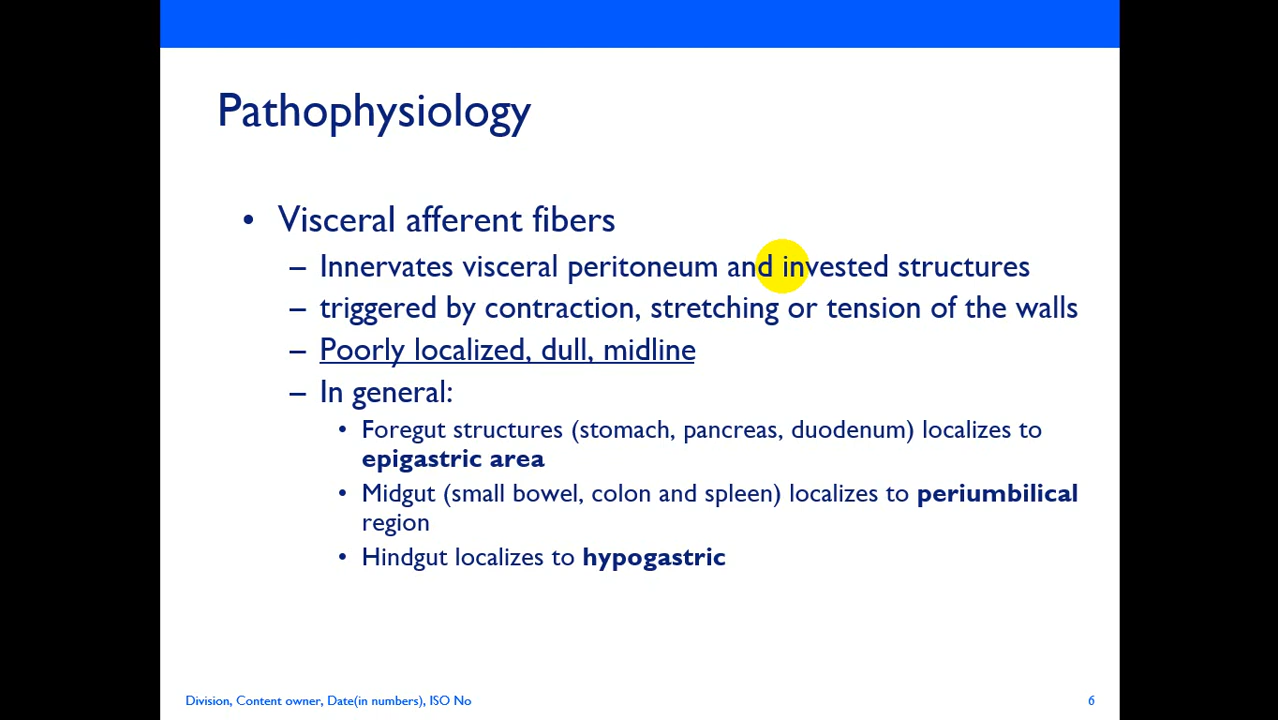 Pathophysiology
• Visceral afferent fibers
– Innervates visceral peritoneum and invested structures
– triggered by contraction, stretching or tension of the walls
– Poorly localized, dull, midline
– In general:
• Foregut structures (stomach, pancreas, duodenum) localizes to
epigastric area
• Midgut (small bowel, colon and spleen) localizes to periumbilical
region
• Hindgut localizes to hypogastric
Division, Content owner, Date(in numbers), ISO No
6